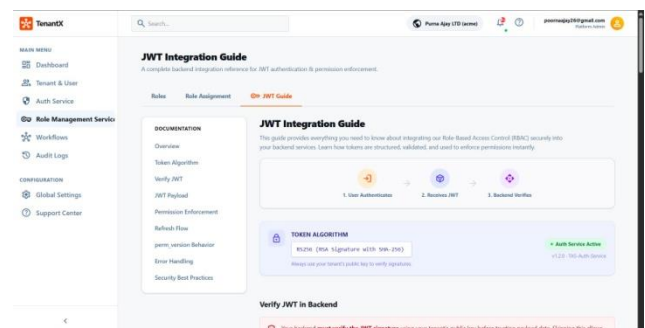 TenantX
Search...
Purna Ajay LTD (acme)
poornaajay26@gmail.com
Platform Admin
MAIN MENU
Dashboard
Tenant & User
Auth Service
Role Management Service
Workflows
Audit Logs
CONFIGURATION
Global Settings
Support Center
JWT Integration Guide
A complete backend integration reference for JWT authentication & permission enforcement.
Roles
Role Assignment
JWT Guide
DOCUMENTATION
Overview
Token Algorithm
Verify JWT
JWT Payload
Permission Enforcement
Refresh Flow
perm_version Behavior
Error Handling
Security Best Practices
JWT Integration Guide
This guide provides everything you need to know about integrating our Role-Based Access Control (RBAC) securely into
your backend services. Learn how tokens are structured, validated, and used to enforce permissions instantly.
1. User Authenticates
2. Receives JWT
3. Backend Verifies
TOKEN ALGORITHM
RS256 (RSA Signature with SHA-256)
Always use your tenant's public key to verify signatures.
Auth Service Active
Verify JWT in Backend